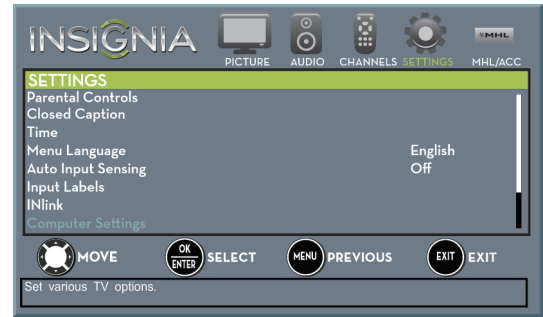 INSIGNIA
PICTURE AUDIO CHANNELS SETTINGS MHL/ACC
MHL
SETTINGS
Parental Controls
Closed Caption
Time
Menu Language English
Auto Input Sensing Off
Input Labels
INlink
Computer Settings
MOVE OK ENTER SELECT MENU PREVIOUS EXIT EXIT
Set various TV options.